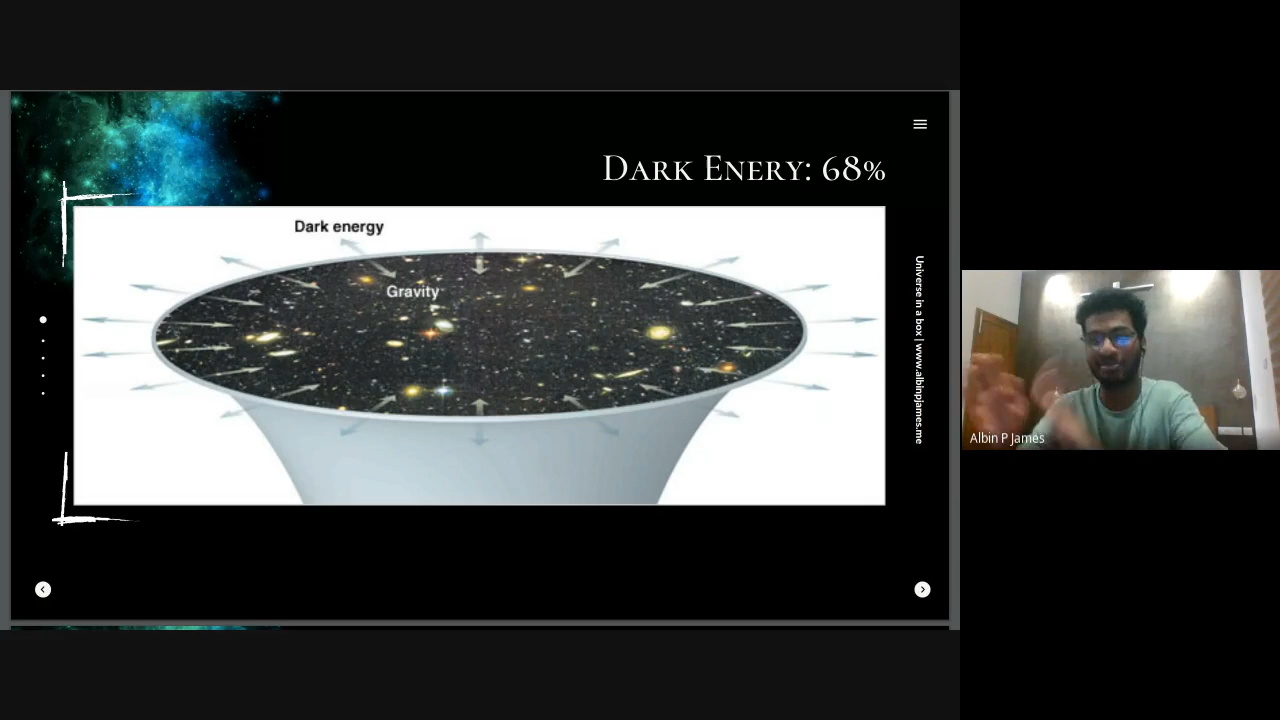 Dark Enery: 68%
Dark energy
Gravity
Universe in a box | www.albinpjames.me
Albin P James